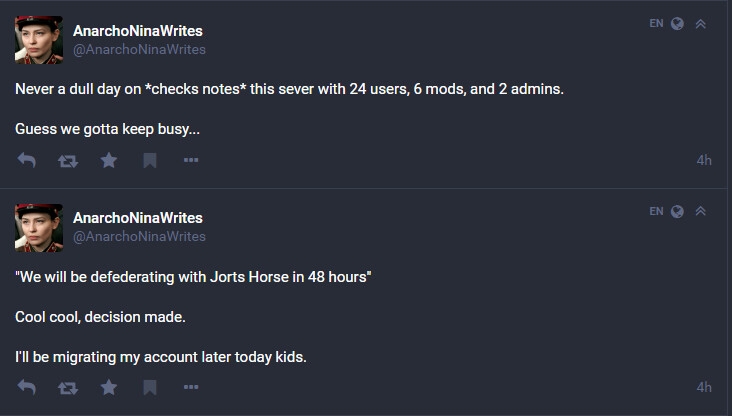 AnarchoNinaWrites
EN
@AnarchoNinaWrites
Never a dull day on *checks notes* this sever with 24 users, 6 mods, and 2 admins.
Guess we gotta keep busy...
4h
AnarchoNinaWrites
EN
@AnarchoNinaWrites
"We will be defederating with Jorts Horse in 48 hours"
Cool cool, decision made.
I'll be migrating my account later today kids.
4h